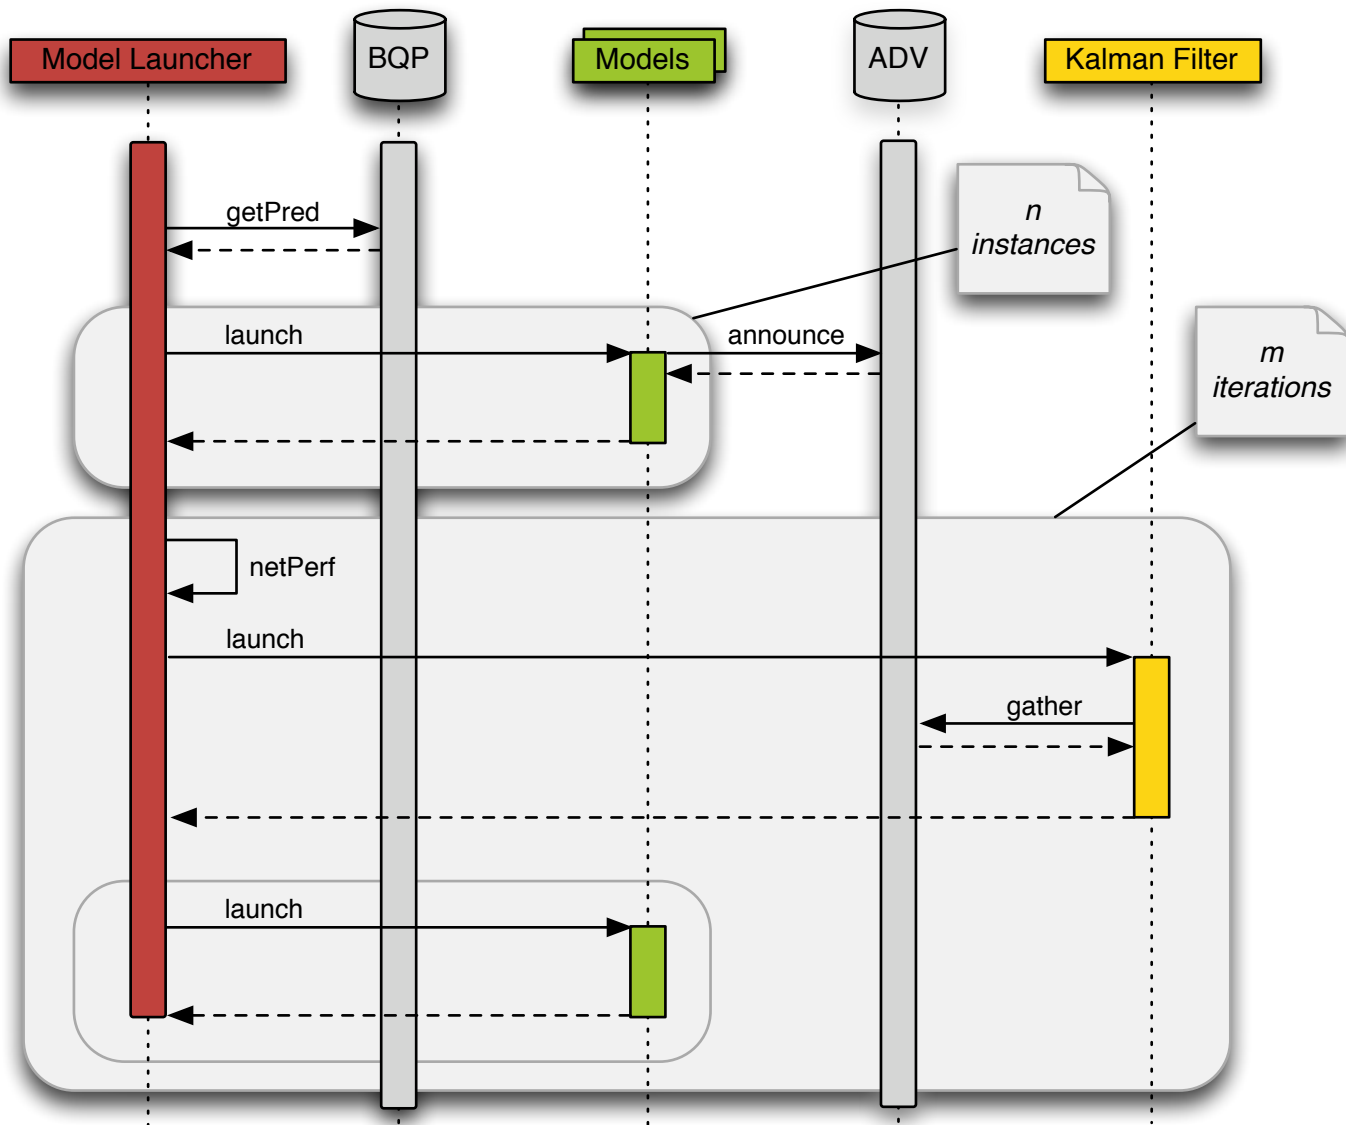 Model Launcher
BQP
Models
ADV
Kalman Filter
getPred
n
instances
launch
announce
m
iterations
netPerf
launch
gather
launch